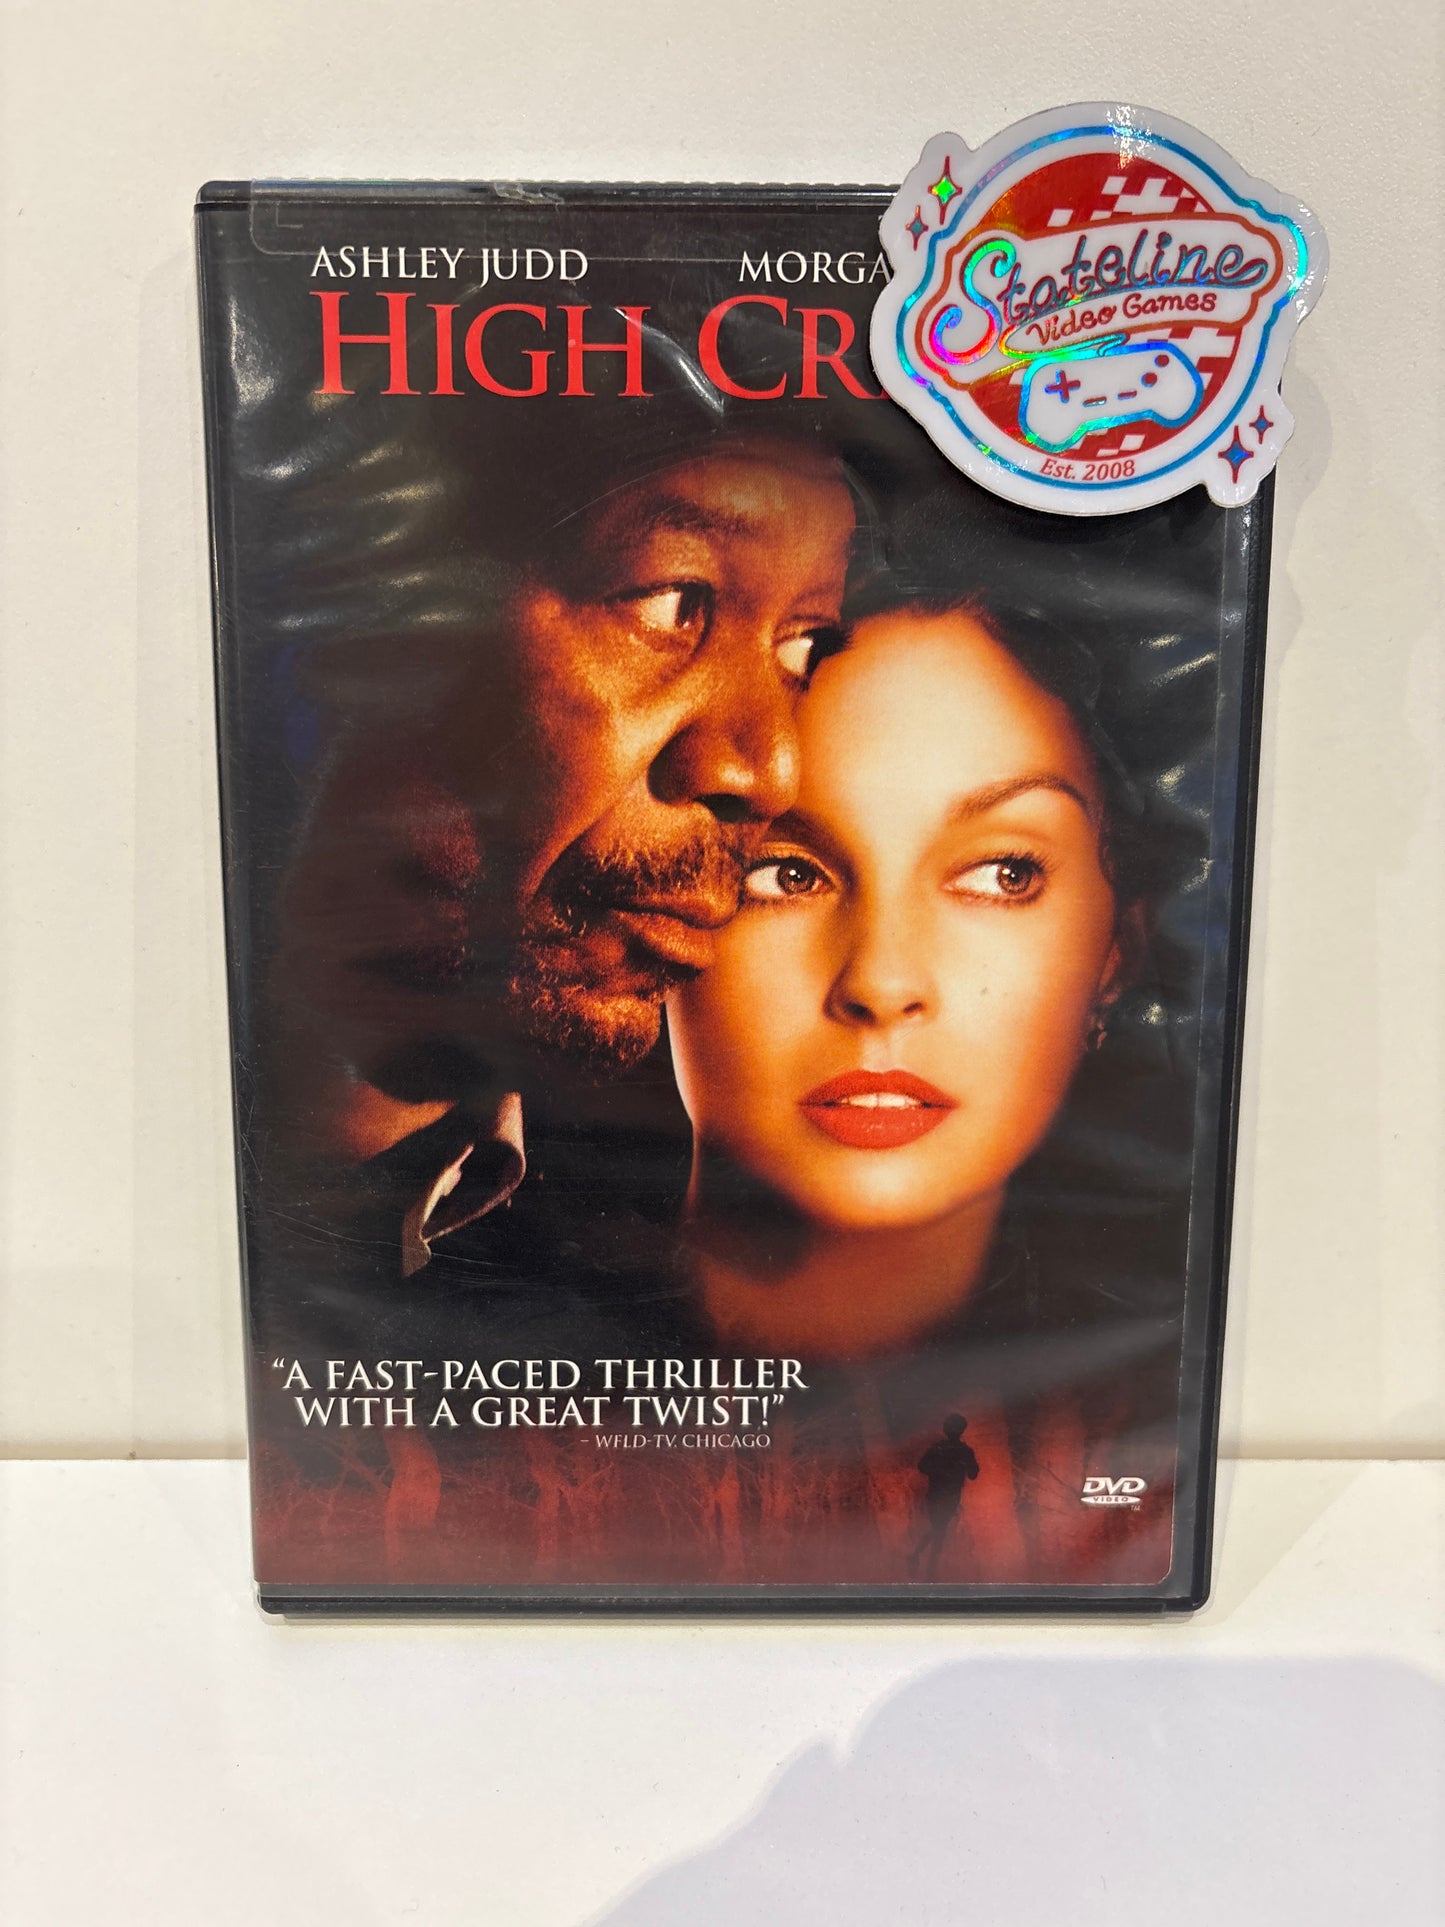 ASHLEY JUDD MORGA
HIGH CR
Stateline
Video Games
Est. 2008
"A FAST-PACED THRILLER
WITH A GREAT TWIST!"
– WFLD-TV, CHICAGO
DVD
VIDEO
TM